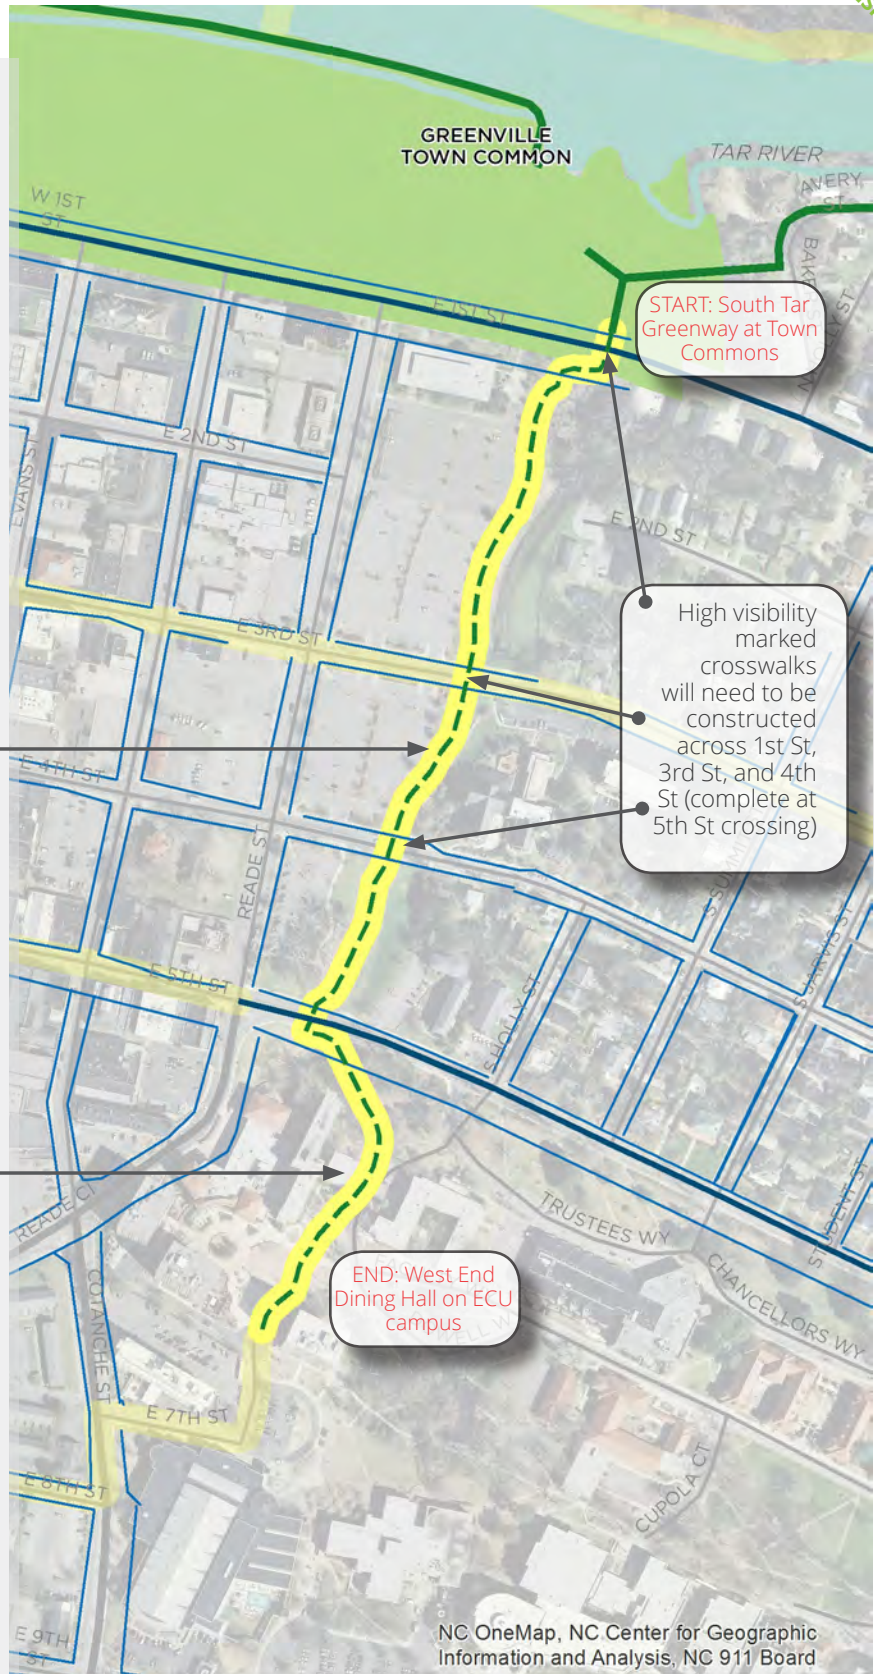 GREENVILLE
TOWN COMMON
TAR RIVER
AVERY
ST
W 1ST
ST
E 1ST ST
START: South Tar
Greenway at Town
Commons
E 2ND ST
EVANS ST
E 2ND ST
High visibility
marked
crosswalks
will need to be
constructed
across 1st St,
3rd St, and 4th
St (complete at
5th St crossing)
E 3RD ST
E 4TH ST
READE ST
S JARVIS ST
E 5TH ST
S HOLLY ST
STUDENT ST
READE CI
TRUSTEES WY
CHANCELLORS WY
END: West End
Dining Hall on ECU
campus
COTANCHE ST
E 7TH ST
CUPOLA CT
E 8TH ST
E 9TH
ST
NC OneMap, NC Center for Geographic
Information and Analysis, NC 911 Board